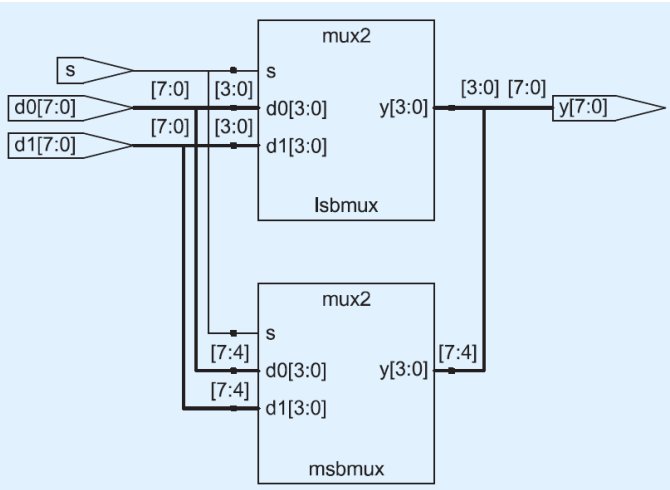 mux2
s
s
[7:0] [3:0]
[3:0] [7:0]
d0[7:0]
d0[3:0]
y[3:0]
y[7:0]
[7:0] [3:0]
d1[7:0]
d1[3:0]
lsbmux
mux2
s
[7:4]
[7:4]
d0[3:0]
y[3:0]
[7:4]
d1[3:0]
msbmux